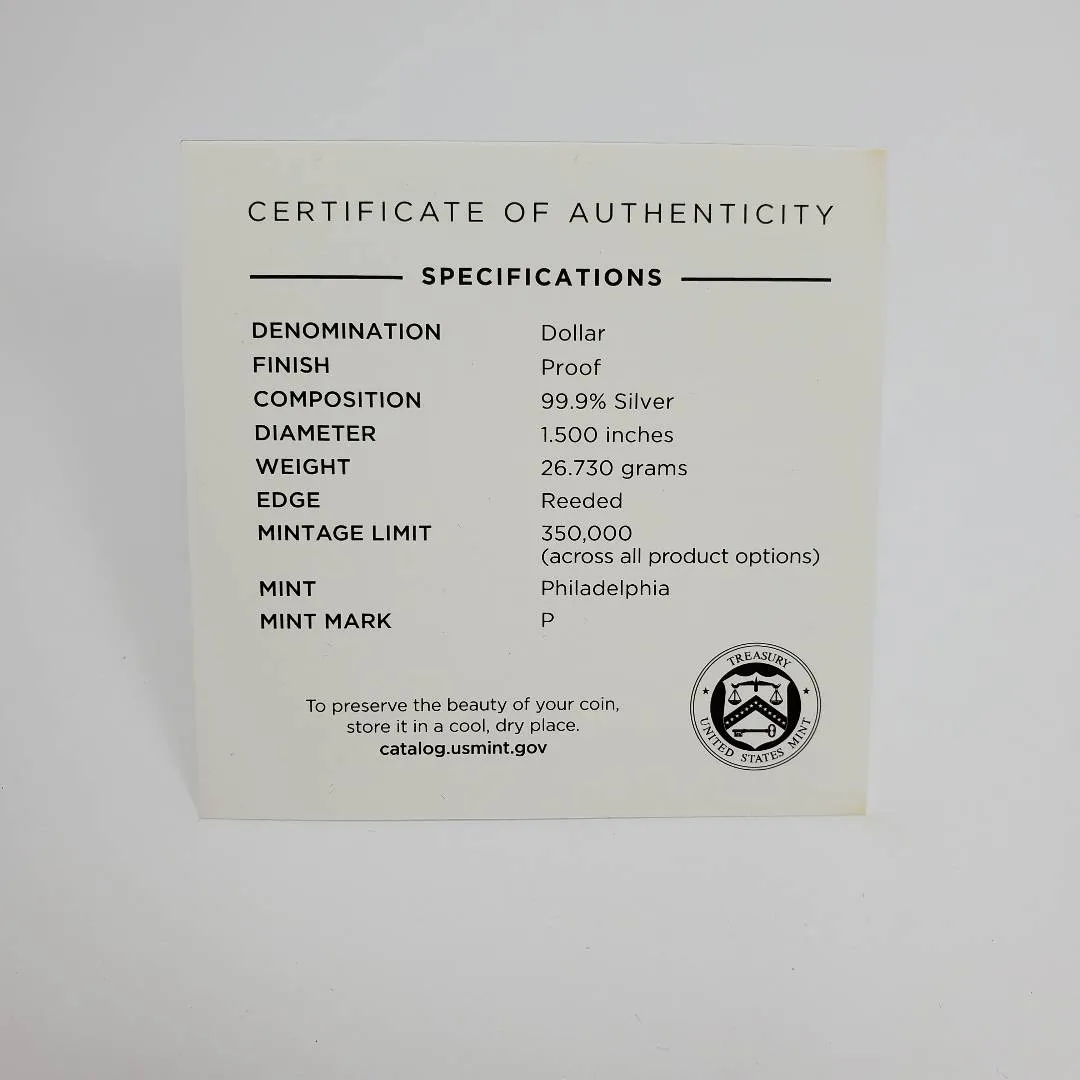 CERTIFICATE OF AUTHENTICITY
SPECIFICATIONS
DENOMINATION Dollar
FINISH Proof
COMPOSITION 99.9% Silver
DIAMETER 1.500 inches
WEIGHT 26.730 grams
EDGE Reeded
MINTAGE LIMIT 350,000
(across all product options)
MINT Philadelphia
MINT MARK P
To preserve the beauty of your coin,
store it in a cool, dry place.
catalog.usmint.gov
TREASURY
UNITED STATES MINT